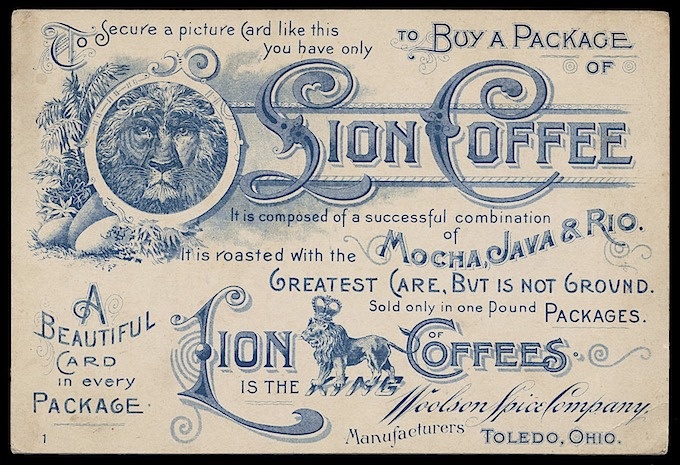 To Secure a picture Card like this
you have only
TO BUY A PACKAGE
OF
LION COFFEE
It is composed of a successful combination
of
MOCHA, JAVA & RIO.
It is roasted with the
GREATEST CARE, BUT IS NOT GROUND.
Sold only in one Pound PACKAGES.
A
BEAUTIFUL
CARD
in every
PACKAGE
LION
IS THE KING
OF
COFFEES.
Woolson Spice Company,
Manufacturers TOLEDO, OHIO.
1